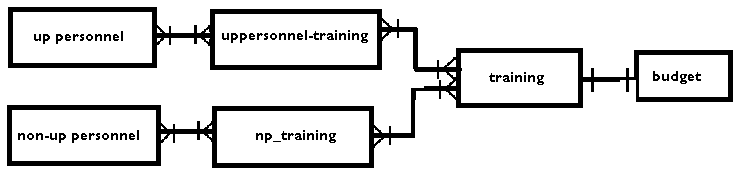 up personnel
uppersonnel-training
training
budget
non-up personnel
np_training